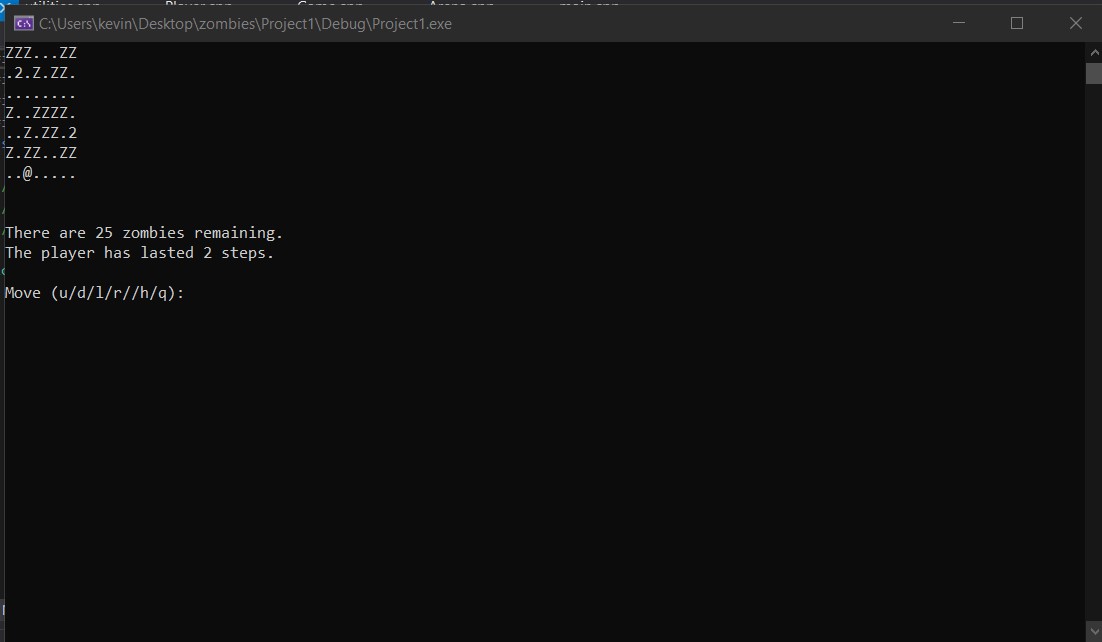 C:\Users\kevin\Desktop\zombies\Project1\Debug\Project1.exe
ZZZ...ZZ
.2.Z.ZZ.
........
Z..ZZZZ.
..Z.ZZ.2
Z.ZZ..ZZ
..@.....
There are 25 zombies remaining.
The player has lasted 2 steps.
Move (u/d/l/r//h/q):